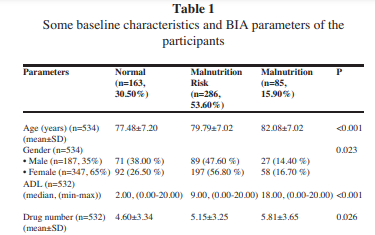 Table 1
Some baseline characteristics and BIA parameters of the
participants
Parameters Normal Malnutrition Malnutrition P
(n=163, Risk (n=85,
30.50%) (n=286, 15.90%)
53.60%)
Age (years) (n=534) 77.48±7.20 79.79±7.02 82.08±7.02 <0.001
(mean±SD)
Gender (n=534) 0.023
• Male (n=187, 35%) 71 (38.00 %) 89 (47.60 %) 27 (14.40 %)
• Female (n=347, 65%) 92 (26.50 %) 197 (56.80 %) 58 (16.70 %)
ADL (n=532)
(median, (min-max)) 2.00, (0.00-20.00) 9.00, (0.00-20.00) 18.00, (0.00-20.00) <0.001
Drug number (n=532) 4.60±3.34 5.15±3.25 5.81±3.65 0.026
(mean±SD)